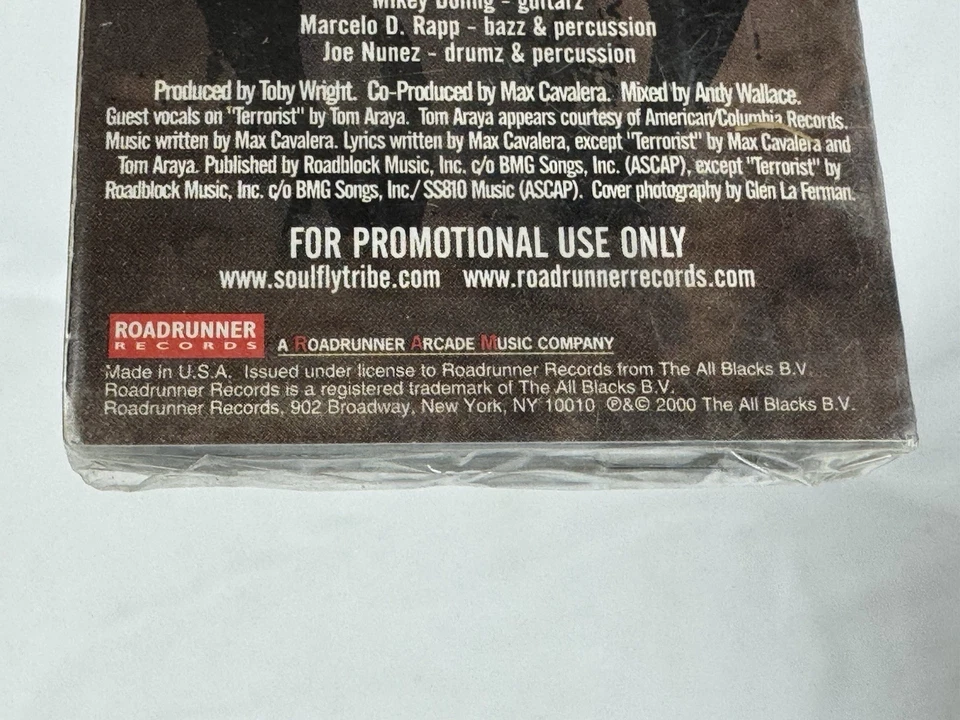 Mikey Doling - guitarz
Marcelo D. Rapp - bazz & percussion
Joe Nunez - drumz & percussion
Produced by Toby Wright. Co-Produced by Max Cavalera. Mixed by Andy Wallace.
Guest vocals on "Terrorist" by Tom Araya. Tom Araya appears courtesy of American/Columbia Records.
Music written by Max Cavalera. Lyrics written by Max Cavalera, except "Terrorist" by Max Cavalera and
Tom Araya. Published by Roadblock Music, Inc. c/o BMG Songs, Inc. (ASCAP), except "Terrorist" by
Roadblock Music, Inc. c/o BMG Songs, Inc./ SS810 Music (ASCAP). Cover photography by Glen La Ferman.
FOR PROMOTIONAL USE ONLY
www.soulflytribe.com www.roadrunnerrecords.com
ROADRUNNER
RECORDS
A ROADRUNNER ARCADE MUSIC COMPANY
Made in U.S.A. Issued under license to Roadrunner Records from The All Blacks B.V.
Roadrunner Records is a registered trademark of The All Blacks B.V.
Roadrunner Records, 902 Broadway, New York, NY 10010 ℗&© 2000 The All Blacks B.V.